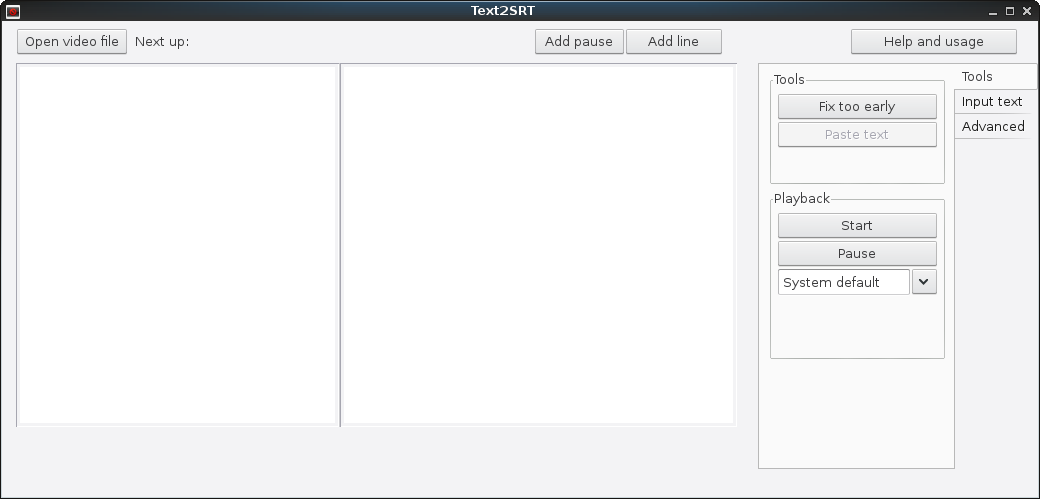 Text2SRT
Open video file Next up: Add pause Add line Help and usage
Tools
Fix too early
Paste text
Playback
Start
Pause
System default
Tools
Input text
Advanced